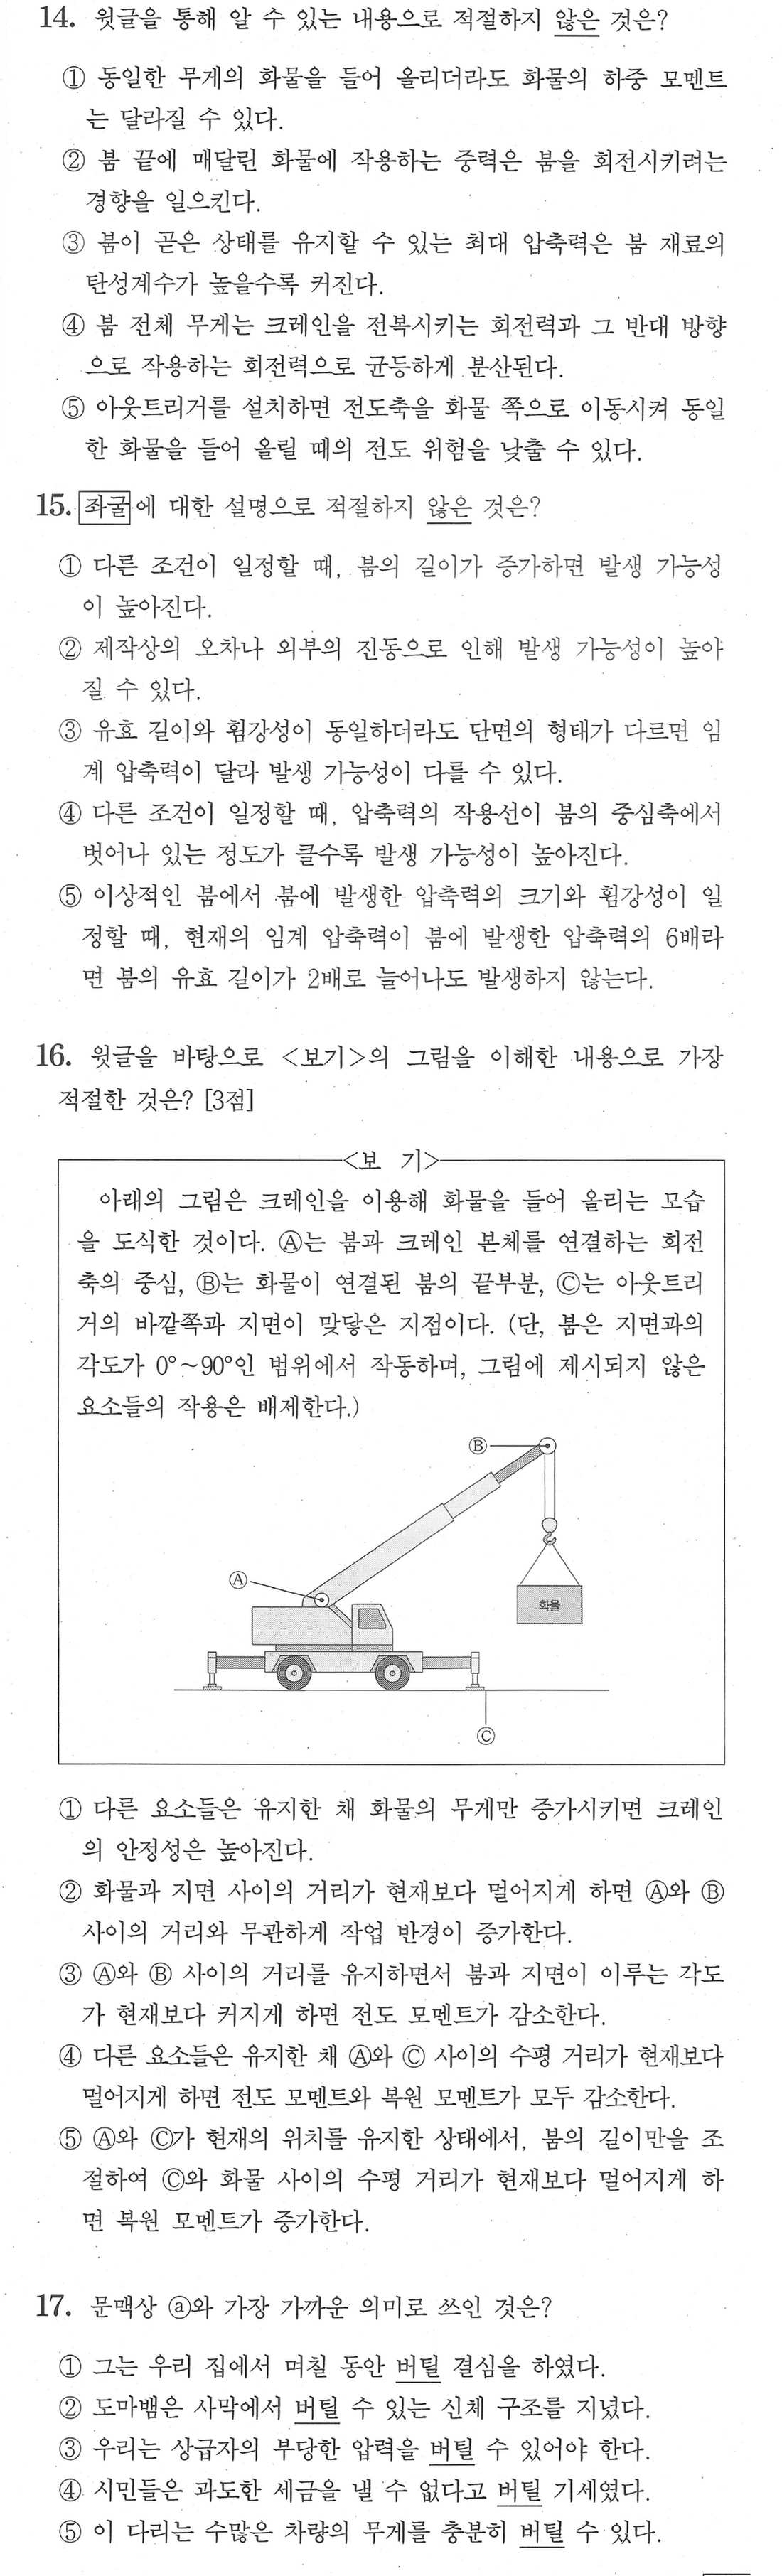 14. 윗글을 통해 알 수 있는 내용으로 적절하지 않은 것은?
① 동일한 무게의 화물을 들어 올리더라도 화물의 하중 모멘트
는 달라질 수 있다.
② 붐 끝에 매달린 화물에 작용하는 중력은 붐을 회전시키려는
경향을 일으킨다.
③ 붐이 곧은 상태를 유지할 수 있는 최대 압축력은 붐 재료의
탄성계수가 높을수록 커진다.
④ 붐 전체 무게는 크레인을 전복시키는 회전력과 그 반대 방향
으로 작용하는 회전력으로 균등하게 분산된다.
⑤ 아웃트리거를 설치하면 전도축을 화물 쪽으로 이동시켜 동일
한 화물을 들어 올릴 때의 전도 위험을 낮출 수 있다.
15. 좌굴에 대한 설명으로 적절하지 않은 것은?
① 다른 조건이 일정할 때, 붐의 길이가 증가하면 발생 가능성
이 높아진다.
② 제작상의 오차나 외부의 진동으로 인해 발생 가능성이 높아
질 수 있다.
③ 유효 길이와 휨강성이 동일하더라도 단면의 형태가 다르면 임
계 압축력이 달라 발생 가능성이 다를 수 있다.
④ 다른 조건이 일정할 때, 압축력의 작용선이 붐의 중심축에서
벗어나 있는 정도가 클수록 발생 가능성이 높아진다.
⑤ 이상적인 붐에서 붐에 발생한 압축력의 크기와 휨강성이 일
정할 때, 현재의 임계 압축력이 붐에 발생한 압축력의 6배라
면 붐의 유효 길이가 2배로 늘어나도 발생하지 않는다.
16. 윗글을 바탕으로 <보기>의 그림을 이해한 내용으로 가장
적절한 것은? [3점]
<보 기>
아래의 그림은 크레인을 이용해 화물을 들어 올리는 모습
을 도식한 것이다. Ⓐ는 붐과 크레인 본체를 연결하는 회전
축의 중심, Ⓑ는 화물이 연결된 붐의 끝부분, Ⓒ는 아웃트리
거의 바깥쪽과 지면이 맞닿은 지점이다. (단, 붐은 지면과의
각도가 0°~90°인 범위에서 작동하며, 그림에 제시되지 않은
요소들의 작용은 배제한다.)
Ⓑ
Ⓐ
화물
Ⓒ
① 다른 요소들은 유지한 채 화물의 무게만 증가시키면 크레인
의 안정성은 높아진다.
② 화물과 지면 사이의 거리가 현재보다 멀어지게 하면 Ⓐ와 Ⓑ
사이의 거리와 무관하게 작업 반경이 증가한다.
③ Ⓐ와 Ⓑ 사이의 거리를 유지하면서 붐과 지면이 이루는 각도
가 현재보다 커지게 하면 전도 모멘트가 감소한다.
④ 다른 요소들은 유지한 채 Ⓐ와 Ⓒ 사이의 수평 거리가 현재보다
멀어지게 하면 전도 모멘트와 복원 모멘트가 모두 감소한다.
⑤ Ⓐ와 Ⓒ가 현재의 위치를 유지한 상태에서, 붐의 길이만을 조
절하여 Ⓒ와 화물 사이의 수평 거리가 현재보다 멀어지게 하
면 복원 모멘트가 증가한다.
17. 문맥상 ⓐ와 가장 가까운 의미로 쓰인 것은?
① 그는 우리 집에서 며칠 동안 버틸 결심을 하였다.
② 도마뱀은 사막에서 버틸 수 있는 신체 구조를 지녔다.
③ 우리는 상급자의 부당한 압력을 버틸 수 있어야 한다.
④ 시민들은 과도한 세금을 낼 수 없다고 버틸 기세였다.
⑤ 이 다리는 수많은 차량의 무게를 충분히 버틸 수 있다.